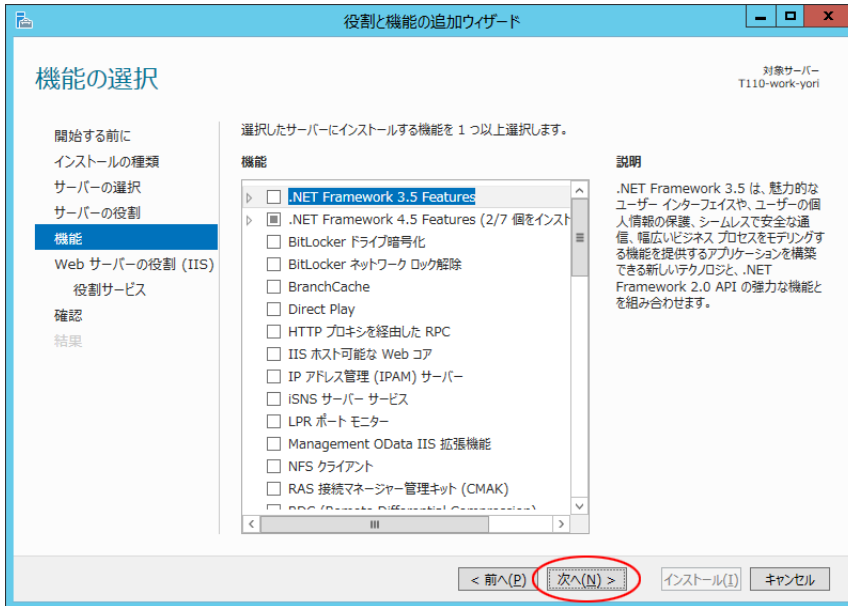 役割と機能の追加ウィザード
機能の選択
対象サーバー
T110-work-yori
開始する前に
インストールの種類
サーバーの選択
サーバーの役割
機能
Web サーバーの役割 (IIS)
役割サービス
確認
結果
選択したサーバーにインストールする機能を 1 つ以上選択します。
機能
.NET Framework 3.5 Features
.NET Framework 4.5 Features (2/7 個をインスト
BitLocker ドライブ暗号化
BitLocker ネットワーク ロック解除
BranchCache
Direct Play
HTTP プロキシを経由した RPC
IIS ホスト可能な Web コア
IP アドレス管理 (IPAM) サーバー
iSNS サーバー サービス
LPR ポート モニター
Management OData IIS 拡張機能
NFS クライアント
RAS 接続マネージャー管理キット (CMAK)
RDC (Remote Differential Compression)
説明
.NET Framework 3.5 は、魅力的な
ユーザー インターフェイスや、ユーザーの個
人情報の保護、シームレスで安全な通
信、幅広いビジネス プロセスをモデリングす
る機能を提供するアプリケーションを構築
できる新しいテクノロジと、.NET
Framework 2.0 API の強力な機能と
を組み合わせます。
< 前へ(P)
次へ(N) >
インストール(I)
キャンセル